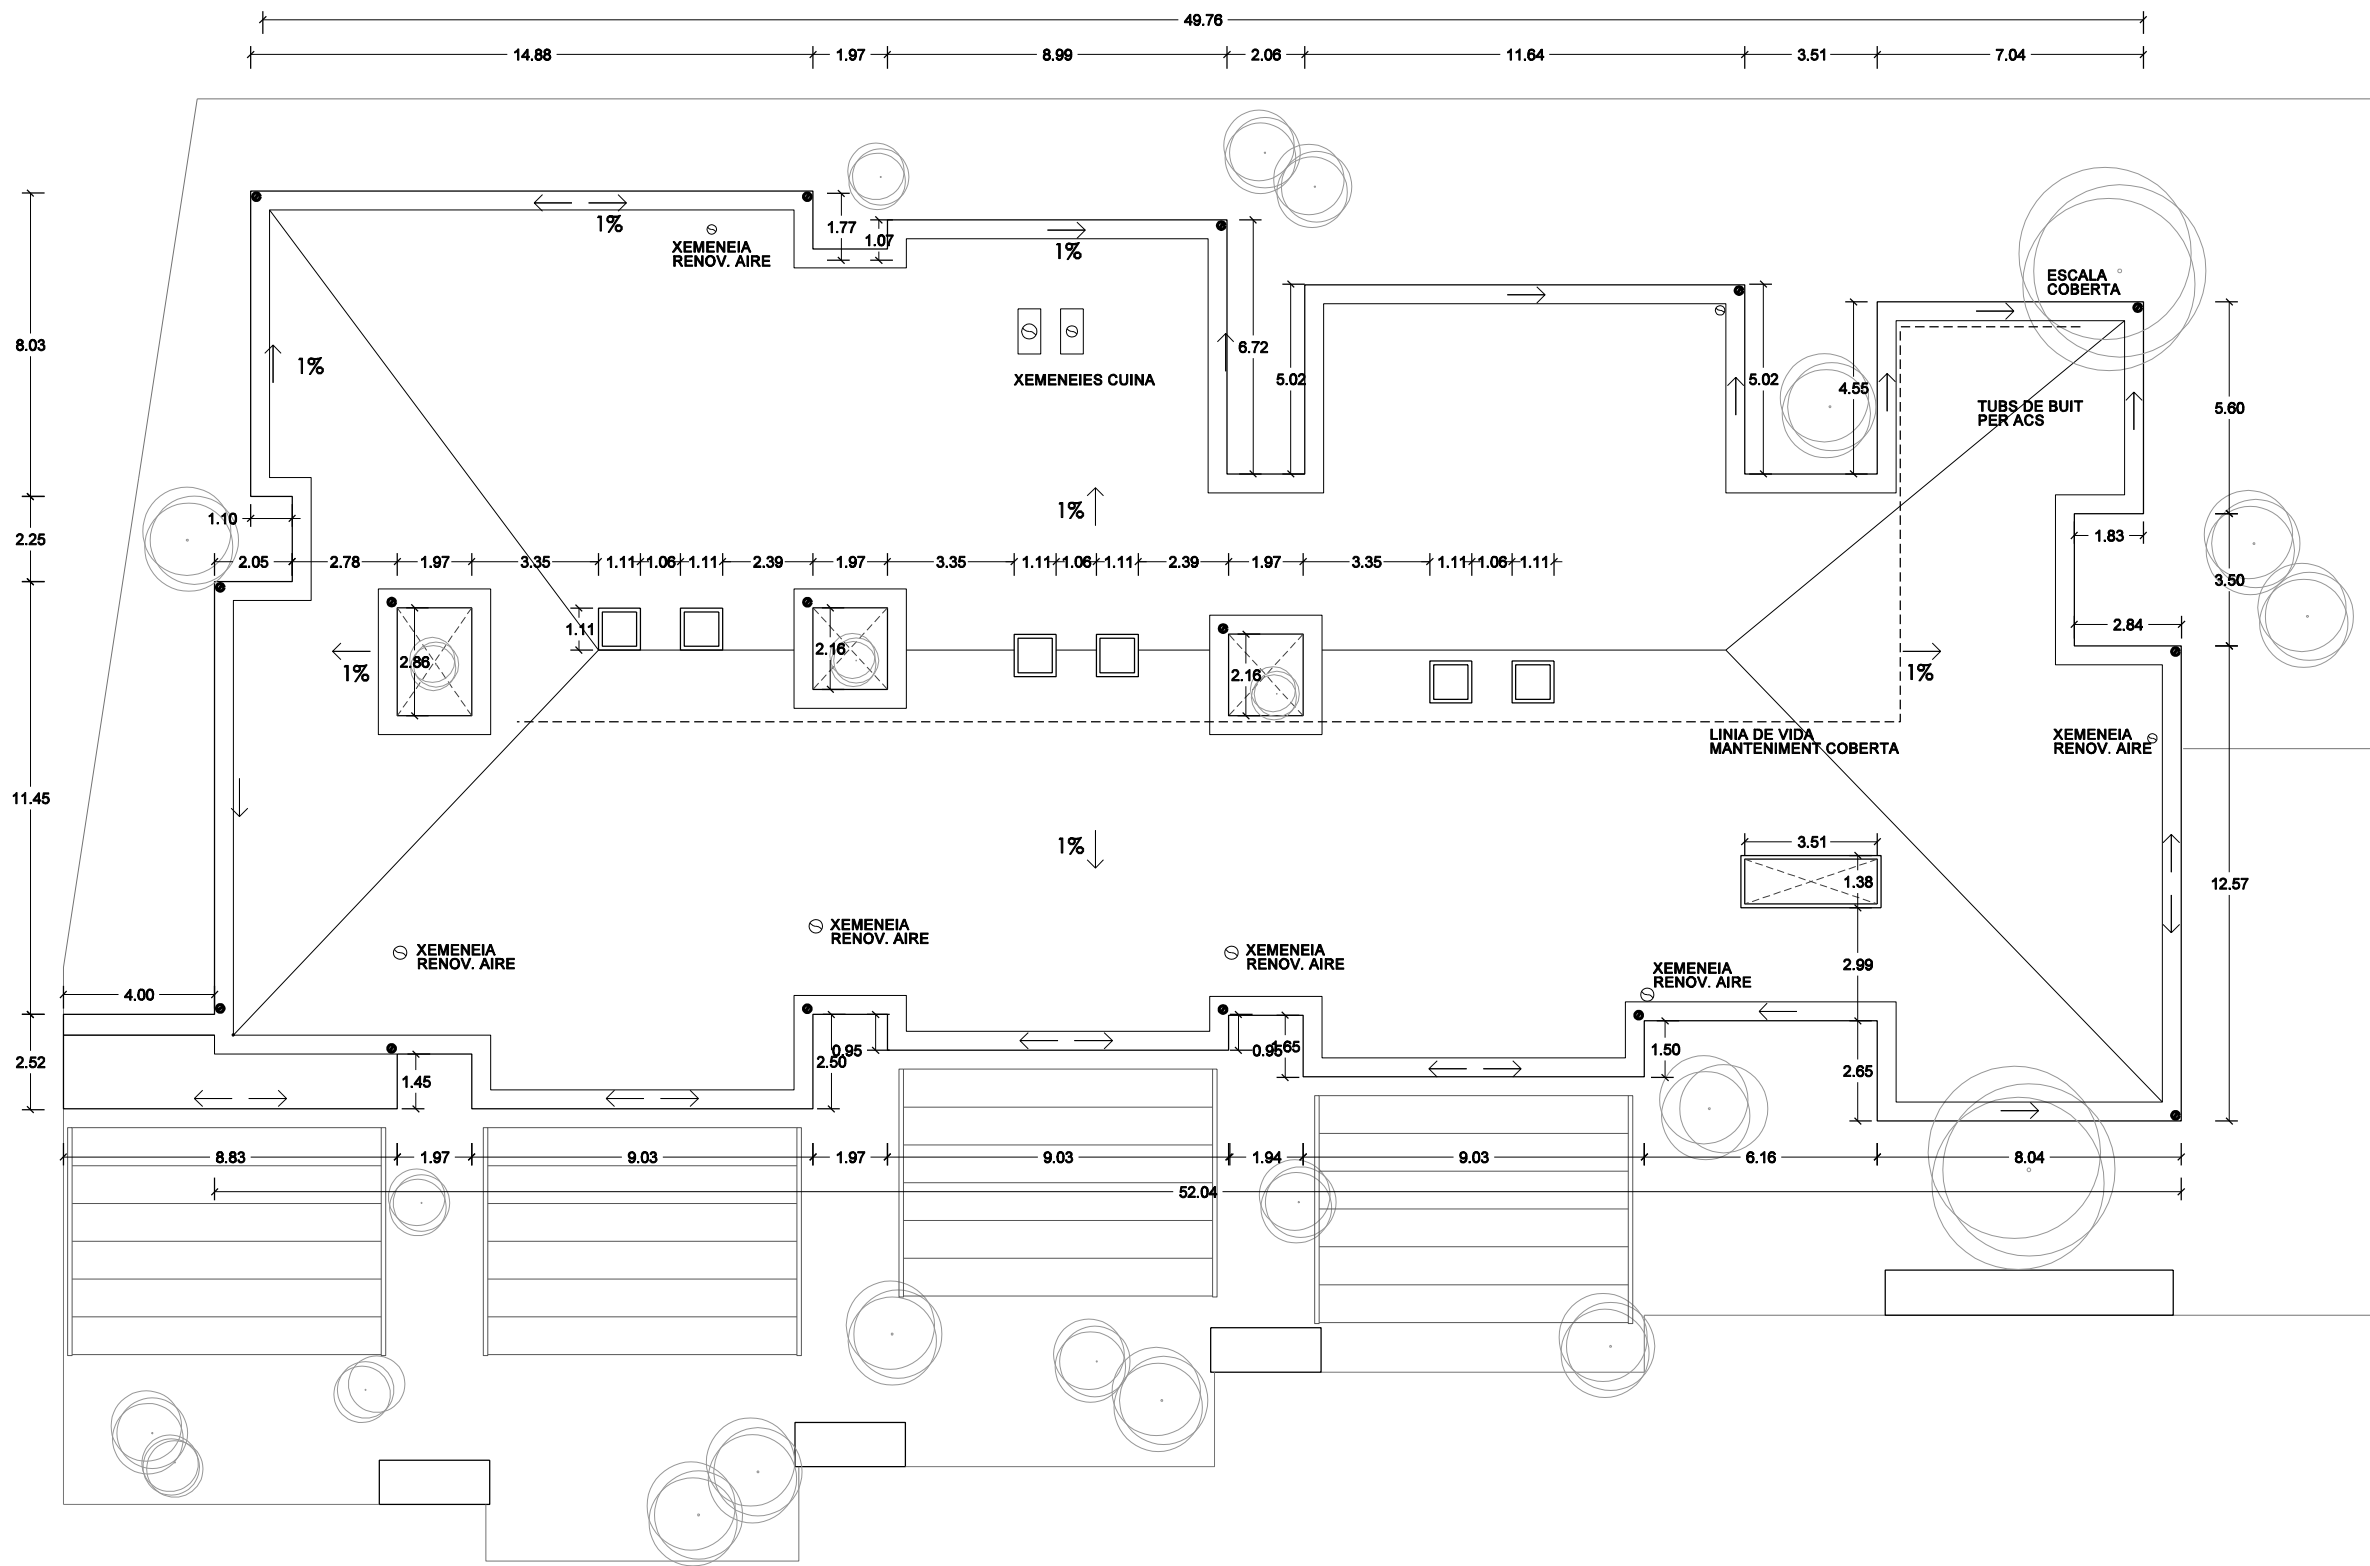 49.76
14.88 1.97 8.99 2.06 11.64 3.51 7.04
1.77
1.07
1%
1%
XEMENEIA
RENOV. AIRE
ESCALA
COBERTA
8.03
1%
6.72
5.02
5.02
4.55
XEMENEIES CUINA
TUBS DE BUIT
PER ACS
5.60
1.10
1%
2.25
1.83
2.05 2.78 1.97 3.35 1.11 1.06 1.11 2.39 1.97 3.35 1.11 1.06 1.11 2.39 1.97 3.35 1.11 1.06 1.11
3.50
1.11
2.84
2.86
2.16
2.16
1%
1%
LINIA DE VIDA
MANTENIMENT COBERTA
XEMENEIA
RENOV. AIRE
11.45
1%
3.51
1.38
12.57
XEMENEIA
RENOV. AIRE
XEMENEIA
RENOV. AIRE
XEMENEIA
RENOV. AIRE
XEMENEIA
RENOV. AIRE
2.99
4.00
2.52
1.45
0.95
2.50
0.95
1.65
1.50
2.65
8.83 1.97 9.03 1.97 9.03 1.94 9.03 6.16 8.04
52.04